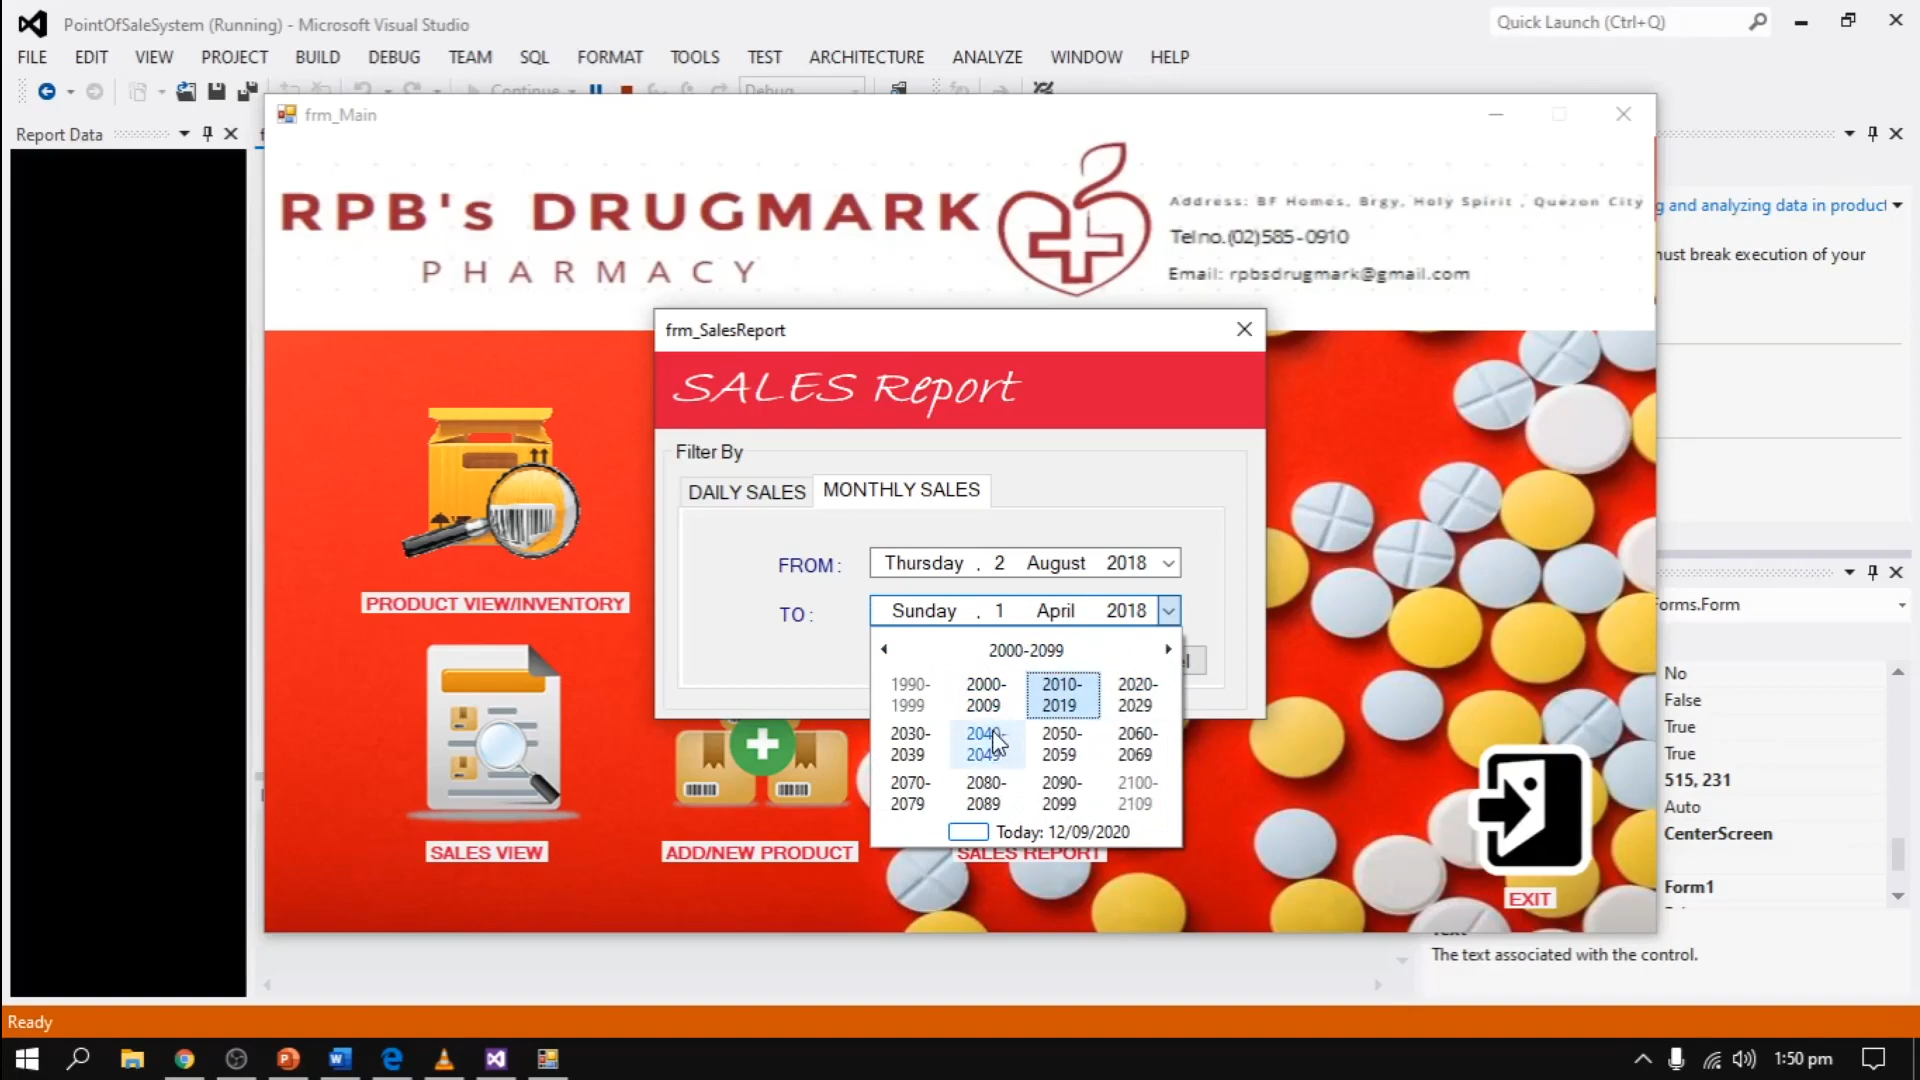 PointOfSaleSystem (Running) - Microsoft Visual Studio
Quick Launch (Ctrl+Q)
FILE EDIT VIEW PROJECT BUILD DEBUG TEAM SQL FORMAT TOOLS TEST ARCHITECTURE ANALYZE WINDOW HELP
Continue
Debug
frm_Main
Report Data
RPB's DRUGMARK
PHARMACY
Address: BF Homes, Brgy, Holy Spirit , Quezon City
Telno.(02)585-0910
Email: rpbsdrugmark@gmail.com
g and analyzing data in product
must break execution of your
frm_SalesReport
SALES Report
Filter By
DAILY SALES
MONTHLY SALES
FROM :
Thursday . 2 August 2018
TO :
Sunday . 1 April 2018
2000-2099
1990-1999 2000-2009 2010-2019 2020-2029
2030-2039 2040-2049 2050-2059 2060-2069
2070-2079 2080-2089 2090-2099 2100-2109
Today: 12/09/2020
PRODUCT VIEW/INVENTORY
SALES VIEW
ADD/NEW PRODUCT
SALES REPORT
EXIT
Forms.Form
No
False
True
True
515, 231
Auto
CenterScreen
Form1
Text
The text associated with the control.
Ready
1:50 pm